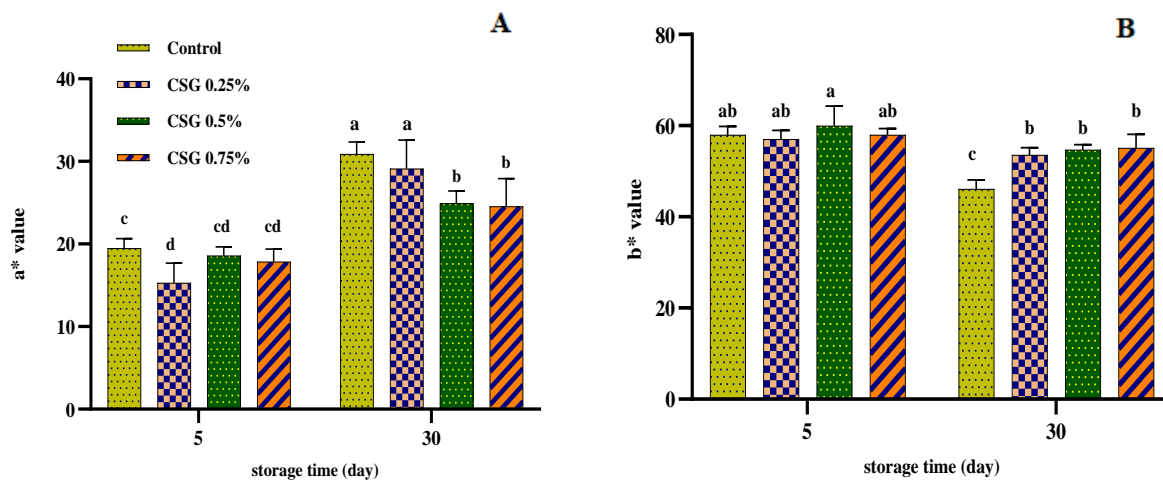 A
Control
CSG 0.25%
CSG 0.5%
CSG 0.75%
a* value
40
30
20
10
0
c
d
cd
cd
a
a
b
b
5
30
storage time (day)
B
b* value
80
60
40
20
0
ab
ab
a
ab
c
b
b
b
5
30
storage time (day)